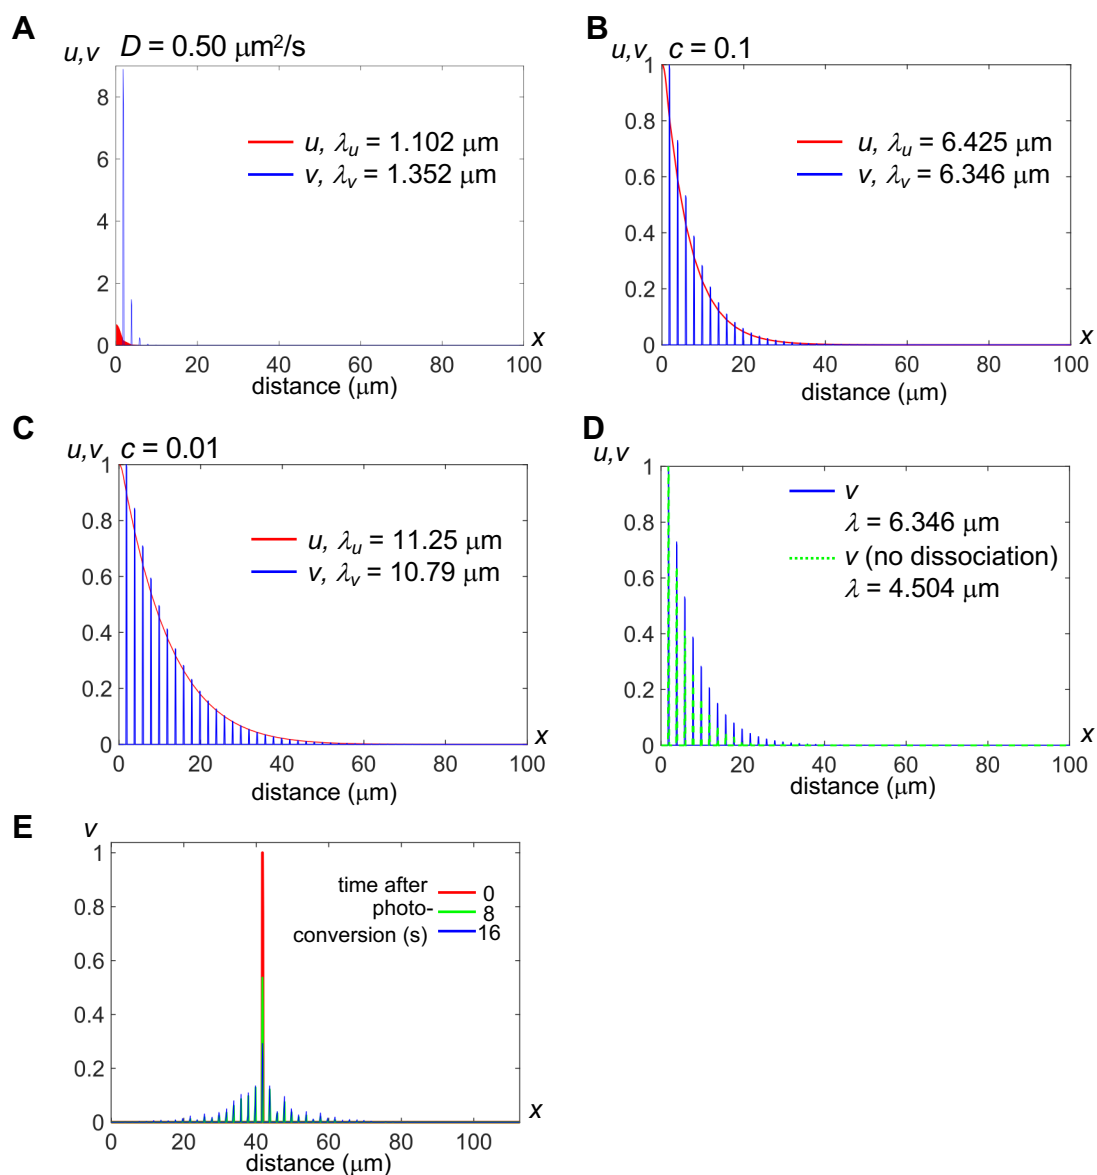 A
u,v D = 0.50 μm²/s
8
6
4
2
0
u, λu = 1.102 μm
v, λv = 1.352 μm
0 20 40 60 80 100
x
distance (μm)
B
u,v, c = 0.1
1
0.8
0.6
0.4
0.2
0
u, λu = 6.425 μm
v, λv = 6.346 μm
0 20 40 60 80 100
x
distance (μm)
C
u,v c = 0.01
1
0.8
0.6
0.4
0.2
0
u, λu = 11.25 μm
v, λv = 10.79 μm
0 20 40 60 80 100
x
distance (μm)
D
u,v
1
0.8
0.6
0.4
0.2
0
v
λ = 6.346 μm
v (no dissociation)
λ = 4.504 μm
0 20 40 60 80 100
x
distance (μm)
E
v
1
0.8
0.6
0.4
0.2
0
time after
photo-
conversion (s)
0
8
16
0 20 40 60 80 100
x
distance (μm)